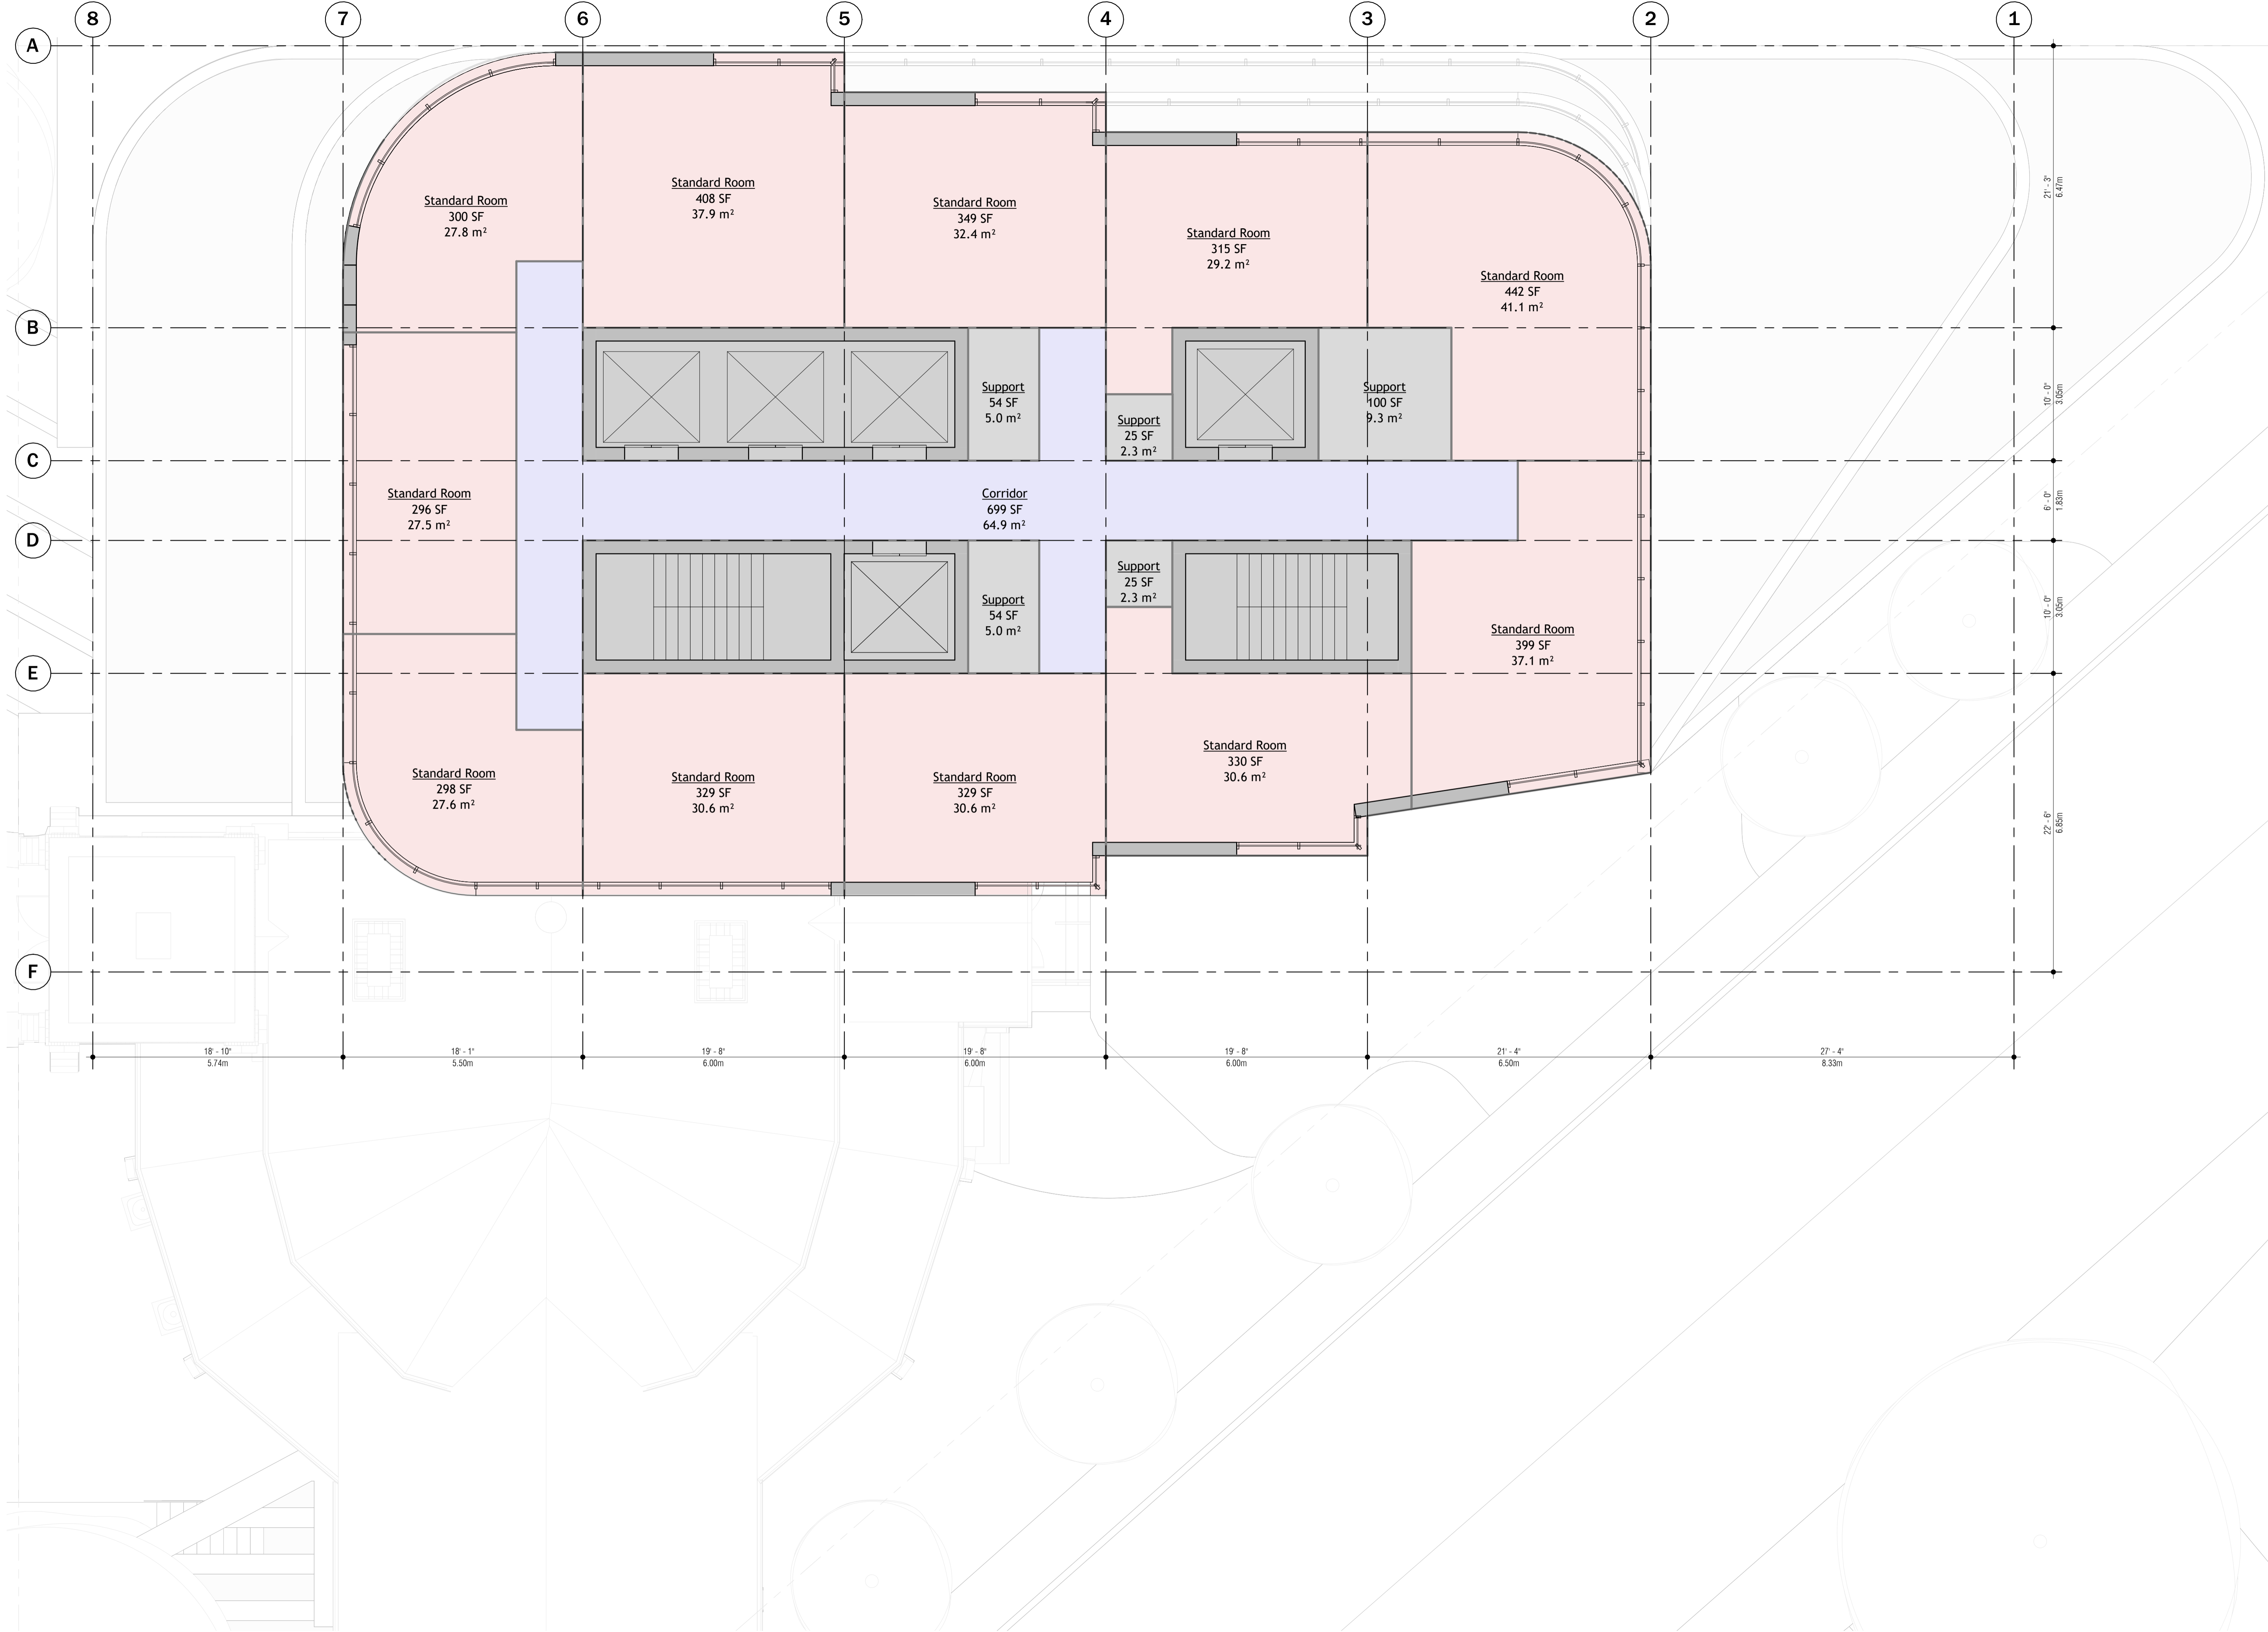 8 7 6 5 4 3 2 1
A
B
C
D
E
F
Standard Room
300 SF
27.8 m²
Standard Room
408 SF
37.9 m²
Standard Room
349 SF
32.4 m²
Standard Room
315 SF
29.2 m²
Standard Room
442 SF
41.1 m²
Support
54 SF
5.0 m²
Support
25 SF
2.3 m²
Support
100 SF
9.3 m²
Standard Room
296 SF
27.5 m²
Corridor
699 SF
64.9 m²
Support
54 SF
5.0 m²
Support
25 SF
2.3 m²
Standard Room
399 SF
37.1 m²
Standard Room
298 SF
27.6 m²
Standard Room
329 SF
30.6 m²
Standard Room
329 SF
30.6 m²
Standard Room
330 SF
30.6 m²
21' - 3"
6.47m
10' - 0"
3.05m
6' - 0"
1.83m
10' - 0"
3.05m
22' - 6"
6.85m
18' - 10"
5.74m
18' - 1"
5.50m
19' - 8"
6.00m
19' - 8"
6.00m
19' - 8"
6.00m
21' - 4"
6.50m
27' - 4"
8.33m